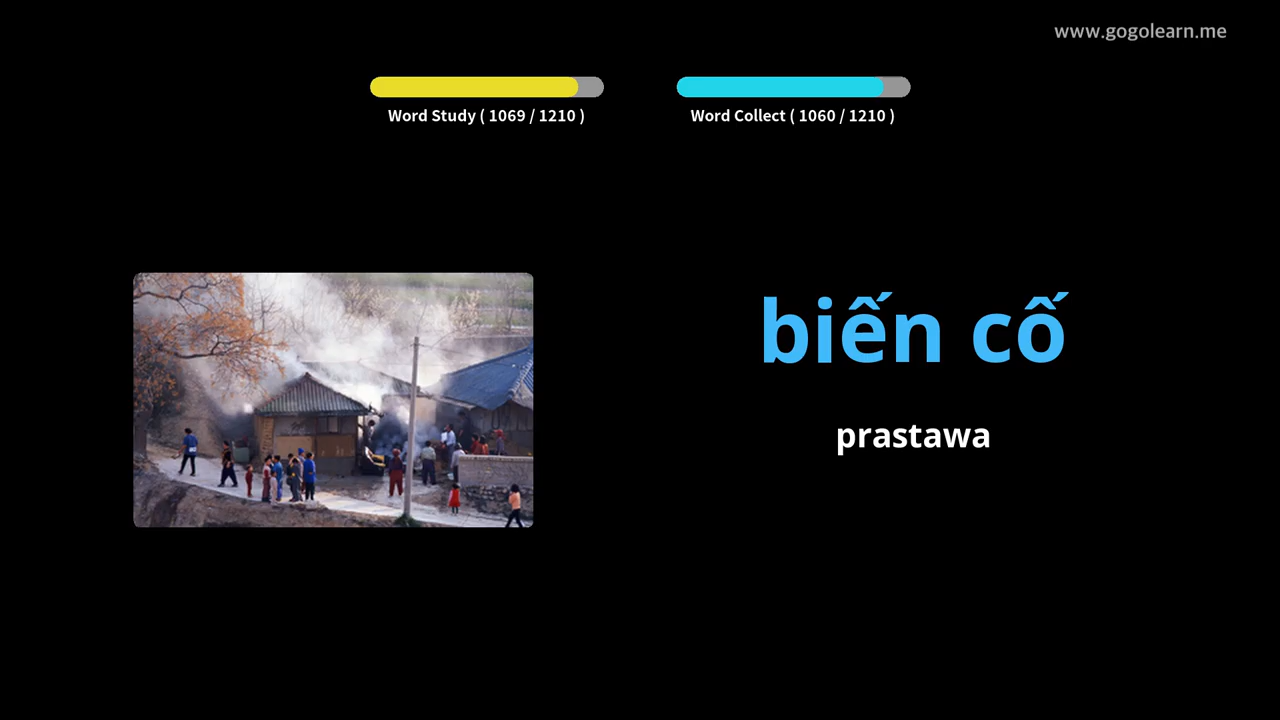 www.gogolearn.me
Word Study ( 1069 / 1210 )
Word Collect ( 1060 / 1210 )
biến cố
prastawa